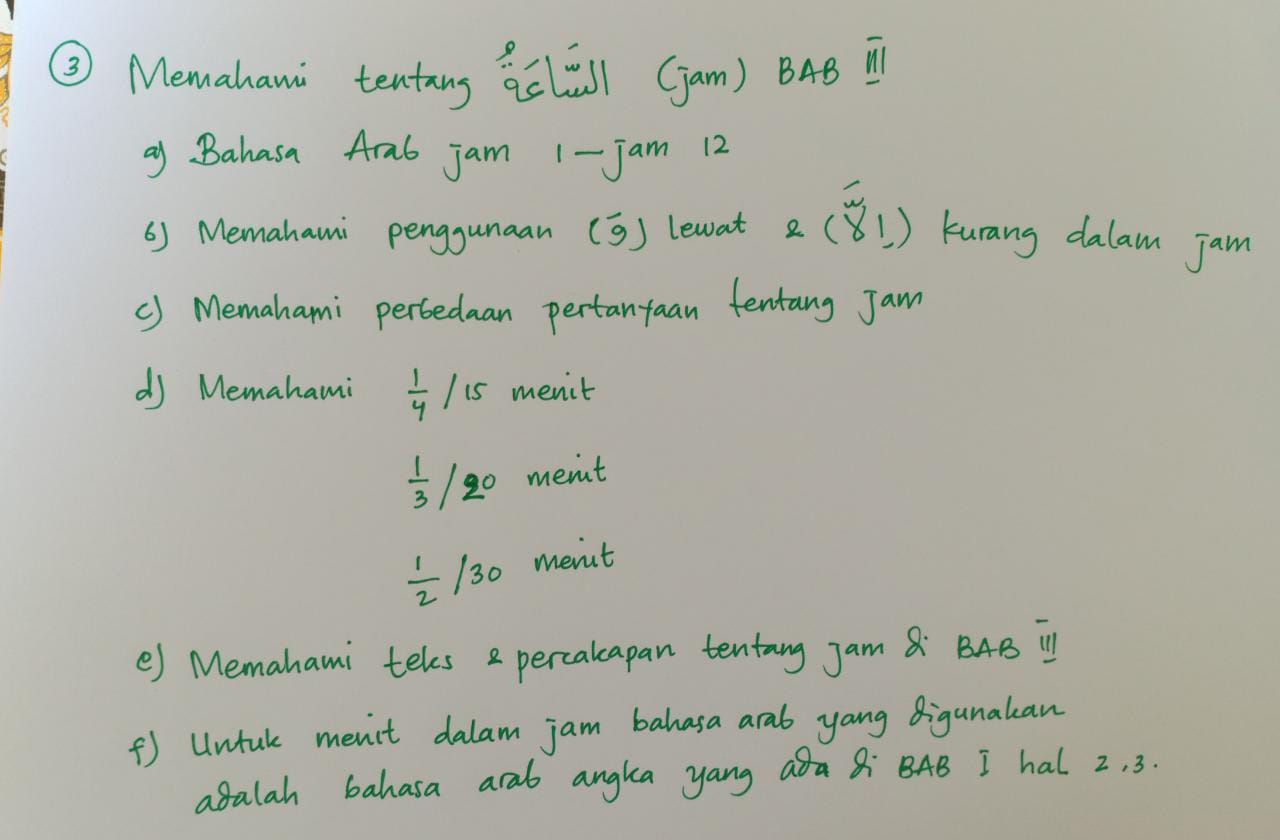 3 Memahami tentang السَّاعَةُ (jam) BAB III
a) Bahasa Arab jam 1 – jam 12
b) Memahami penggunaan (وَ) lewat & (إِلَّا) kurang dalam jam
c) Memahami perbedaan pertanyaan tentang jam
d) Memahami 1/4 / 15 menit
1/3 / 20 menit
1/2 / 30 menit
e) Memahami teks & percakapan tentang jam di BAB III
f) Untuk menit dalam jam bahasa arab yang digunakan
adalah bahasa arab angka yang ada di BAB I hal 2,3.